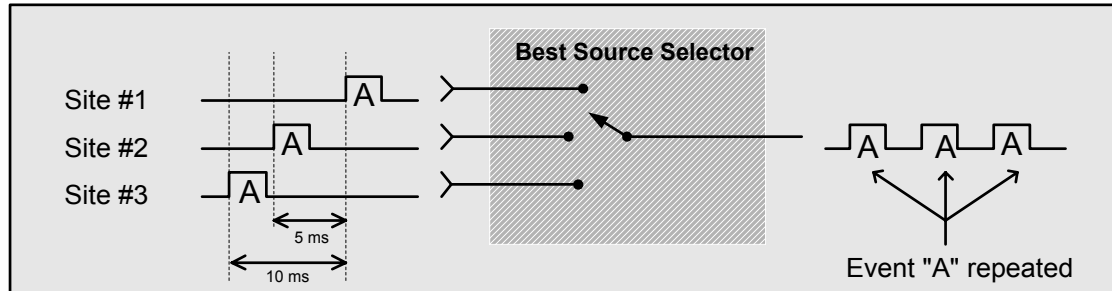 Best Source Selector
Site #1
A
Site #2
A
A A A
Site #3
A
5 ms
10 ms
Event "A" repeated